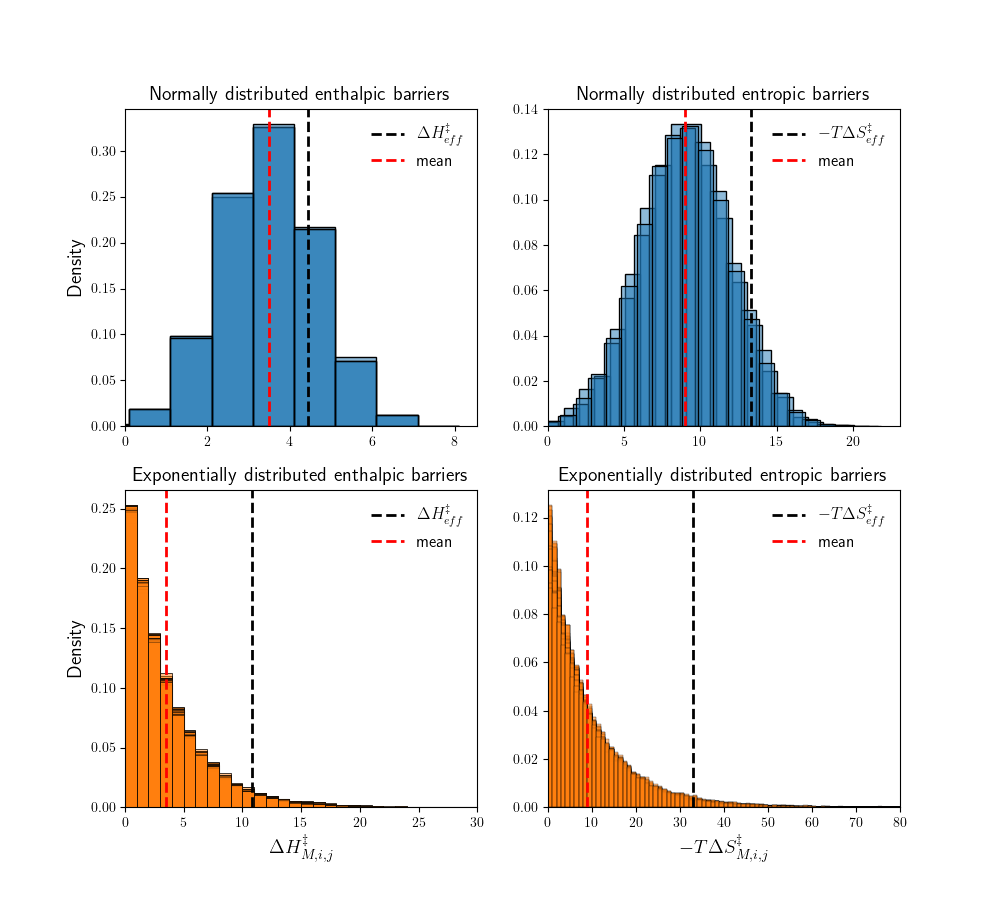 Normally distributed enthalpic barriers
Density
0.30
0.25
0.20
0.15
0.10
0.05
0.00
0 2 4 6 8
ΔH‡eff
mean
Normally distributed entropic barriers
0.14
0.12
0.10
0.08
0.06
0.04
0.02
0.00
0 5 10 15 20
−TΔS‡eff
mean
Exponentially distributed enthalpic barriers
Density
0.25
0.20
0.15
0.10
0.05
0.00
0 5 10 15 20 25 30
ΔH‡M,i,j
ΔH‡eff
mean
Exponentially distributed entropic barriers
0.12
0.10
0.08
0.06
0.04
0.02
0.00
0 10 20 30 40 50 60 70 80
−TΔS‡M,i,j
−TΔS‡eff
mean